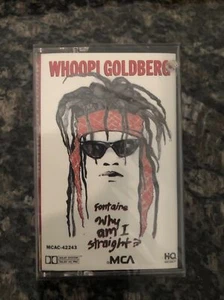 WHOOPI GOLDBERG
Fontaine
Why
am I
straight?
MCAC-42243
MCA
HQ